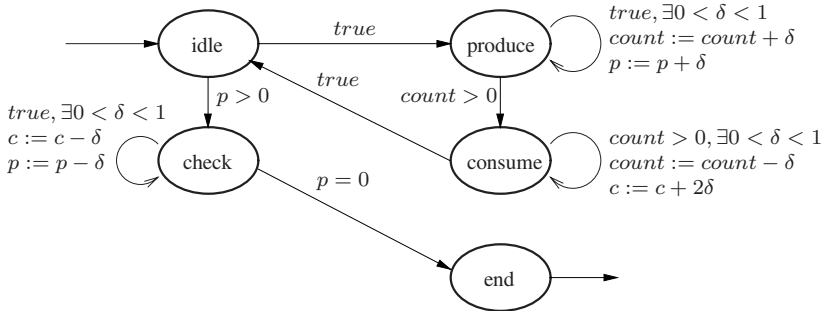 idle
true
produce
true, ∃0 < δ < 1
count := count + δ
p := p + δ
true
p > 0
count > 0
true, ∃0 < δ < 1
c := c − δ
p := p − δ
check
consume
count > 0, ∃0 < δ < 1
count := count − δ
c := c + 2δ
p = 0
end